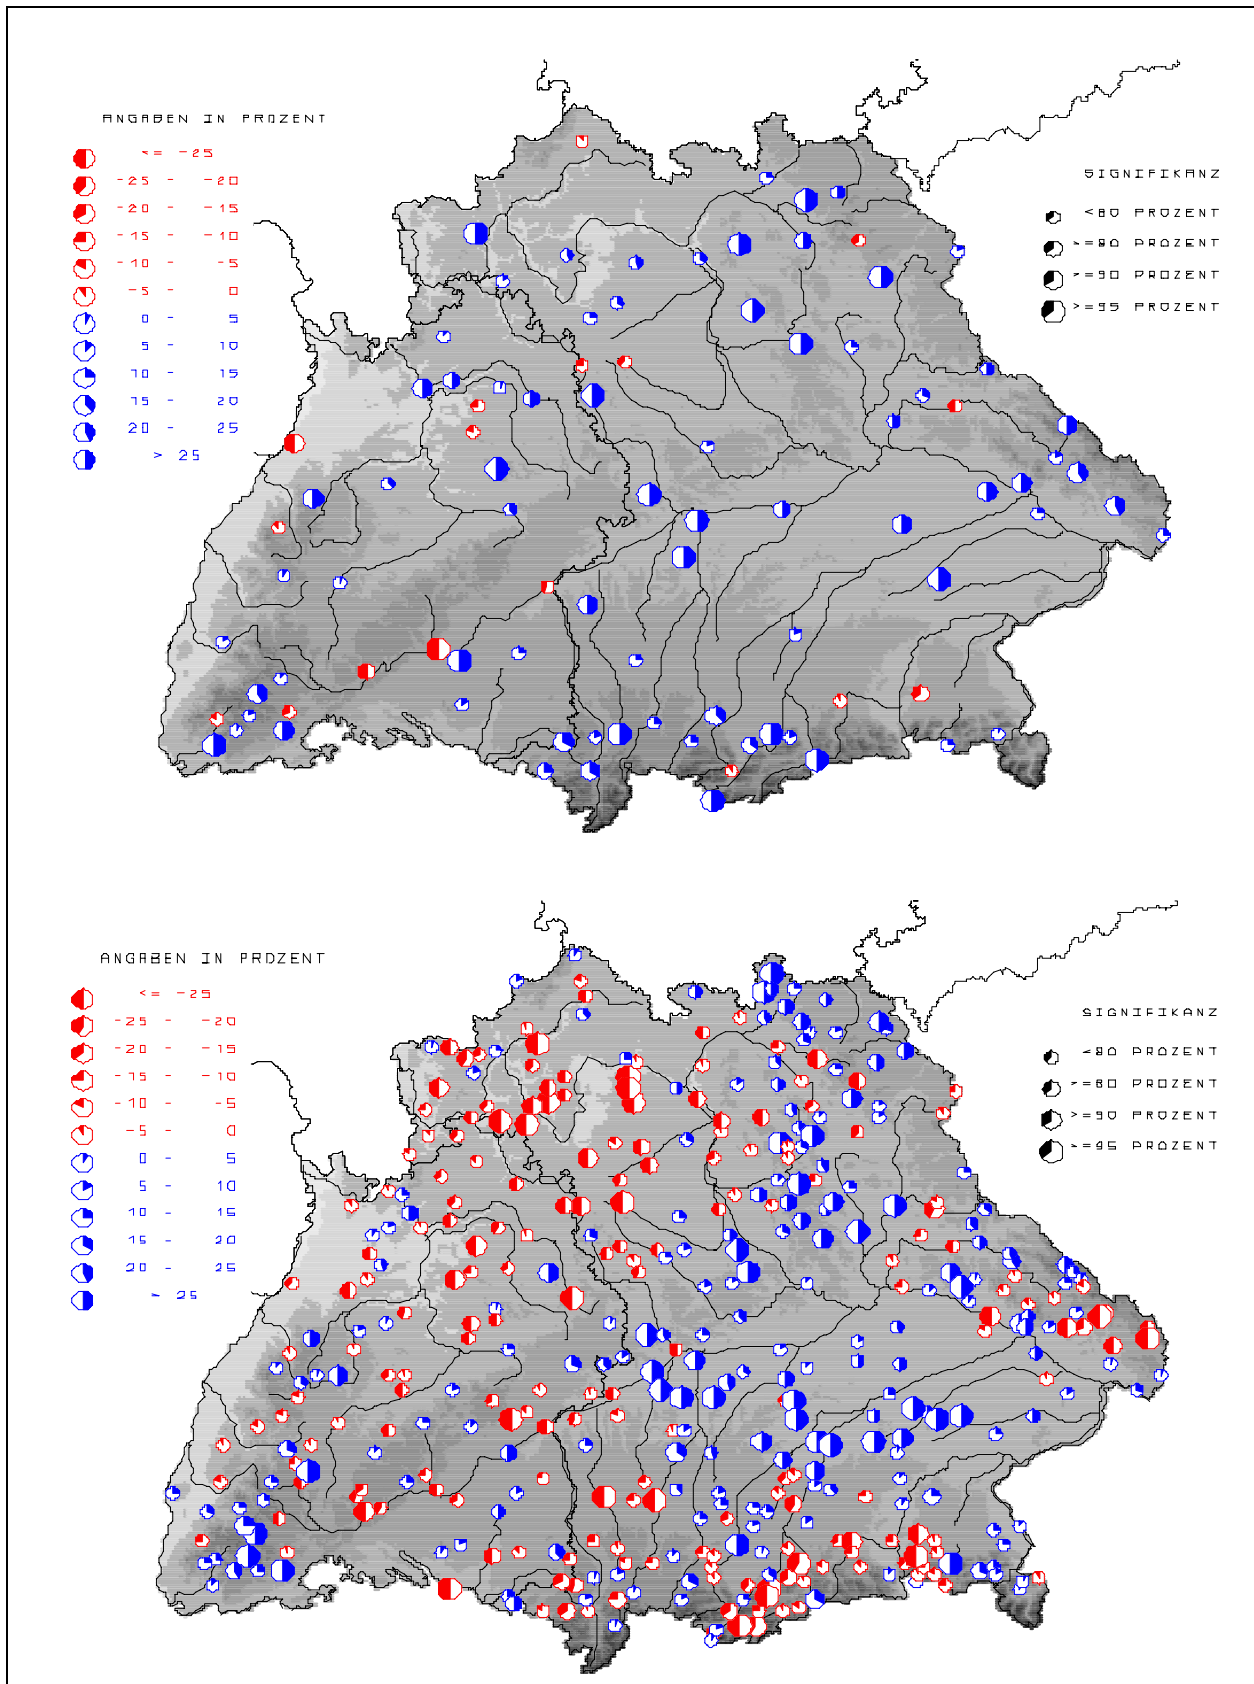 ANGABEN IN PROZENT
<= -25
-25 - -20
-20 - -15
-15 - -10
-10 - -5
-5 - 0
0 - 5
5 - 10
10 - 15
15 - 20
20 - 25
> 25
SIGNIFIKANZ
<80 PROZENT
>=80 PROZENT
>=90 PROZENT
>=95 PROZENT
ANGABEN IN PROZENT
<= -25
-25 - -20
-20 - -15
-15 - -10
-10 - -5
-5 - 0
0 - 5
5 - 10
10 - 15
15 - 20
20 - 25
> 25
SIGNIFIKANZ
<80 PROZENT
>=80 PROZENT
>=90 PROZENT
>=95 PROZENT